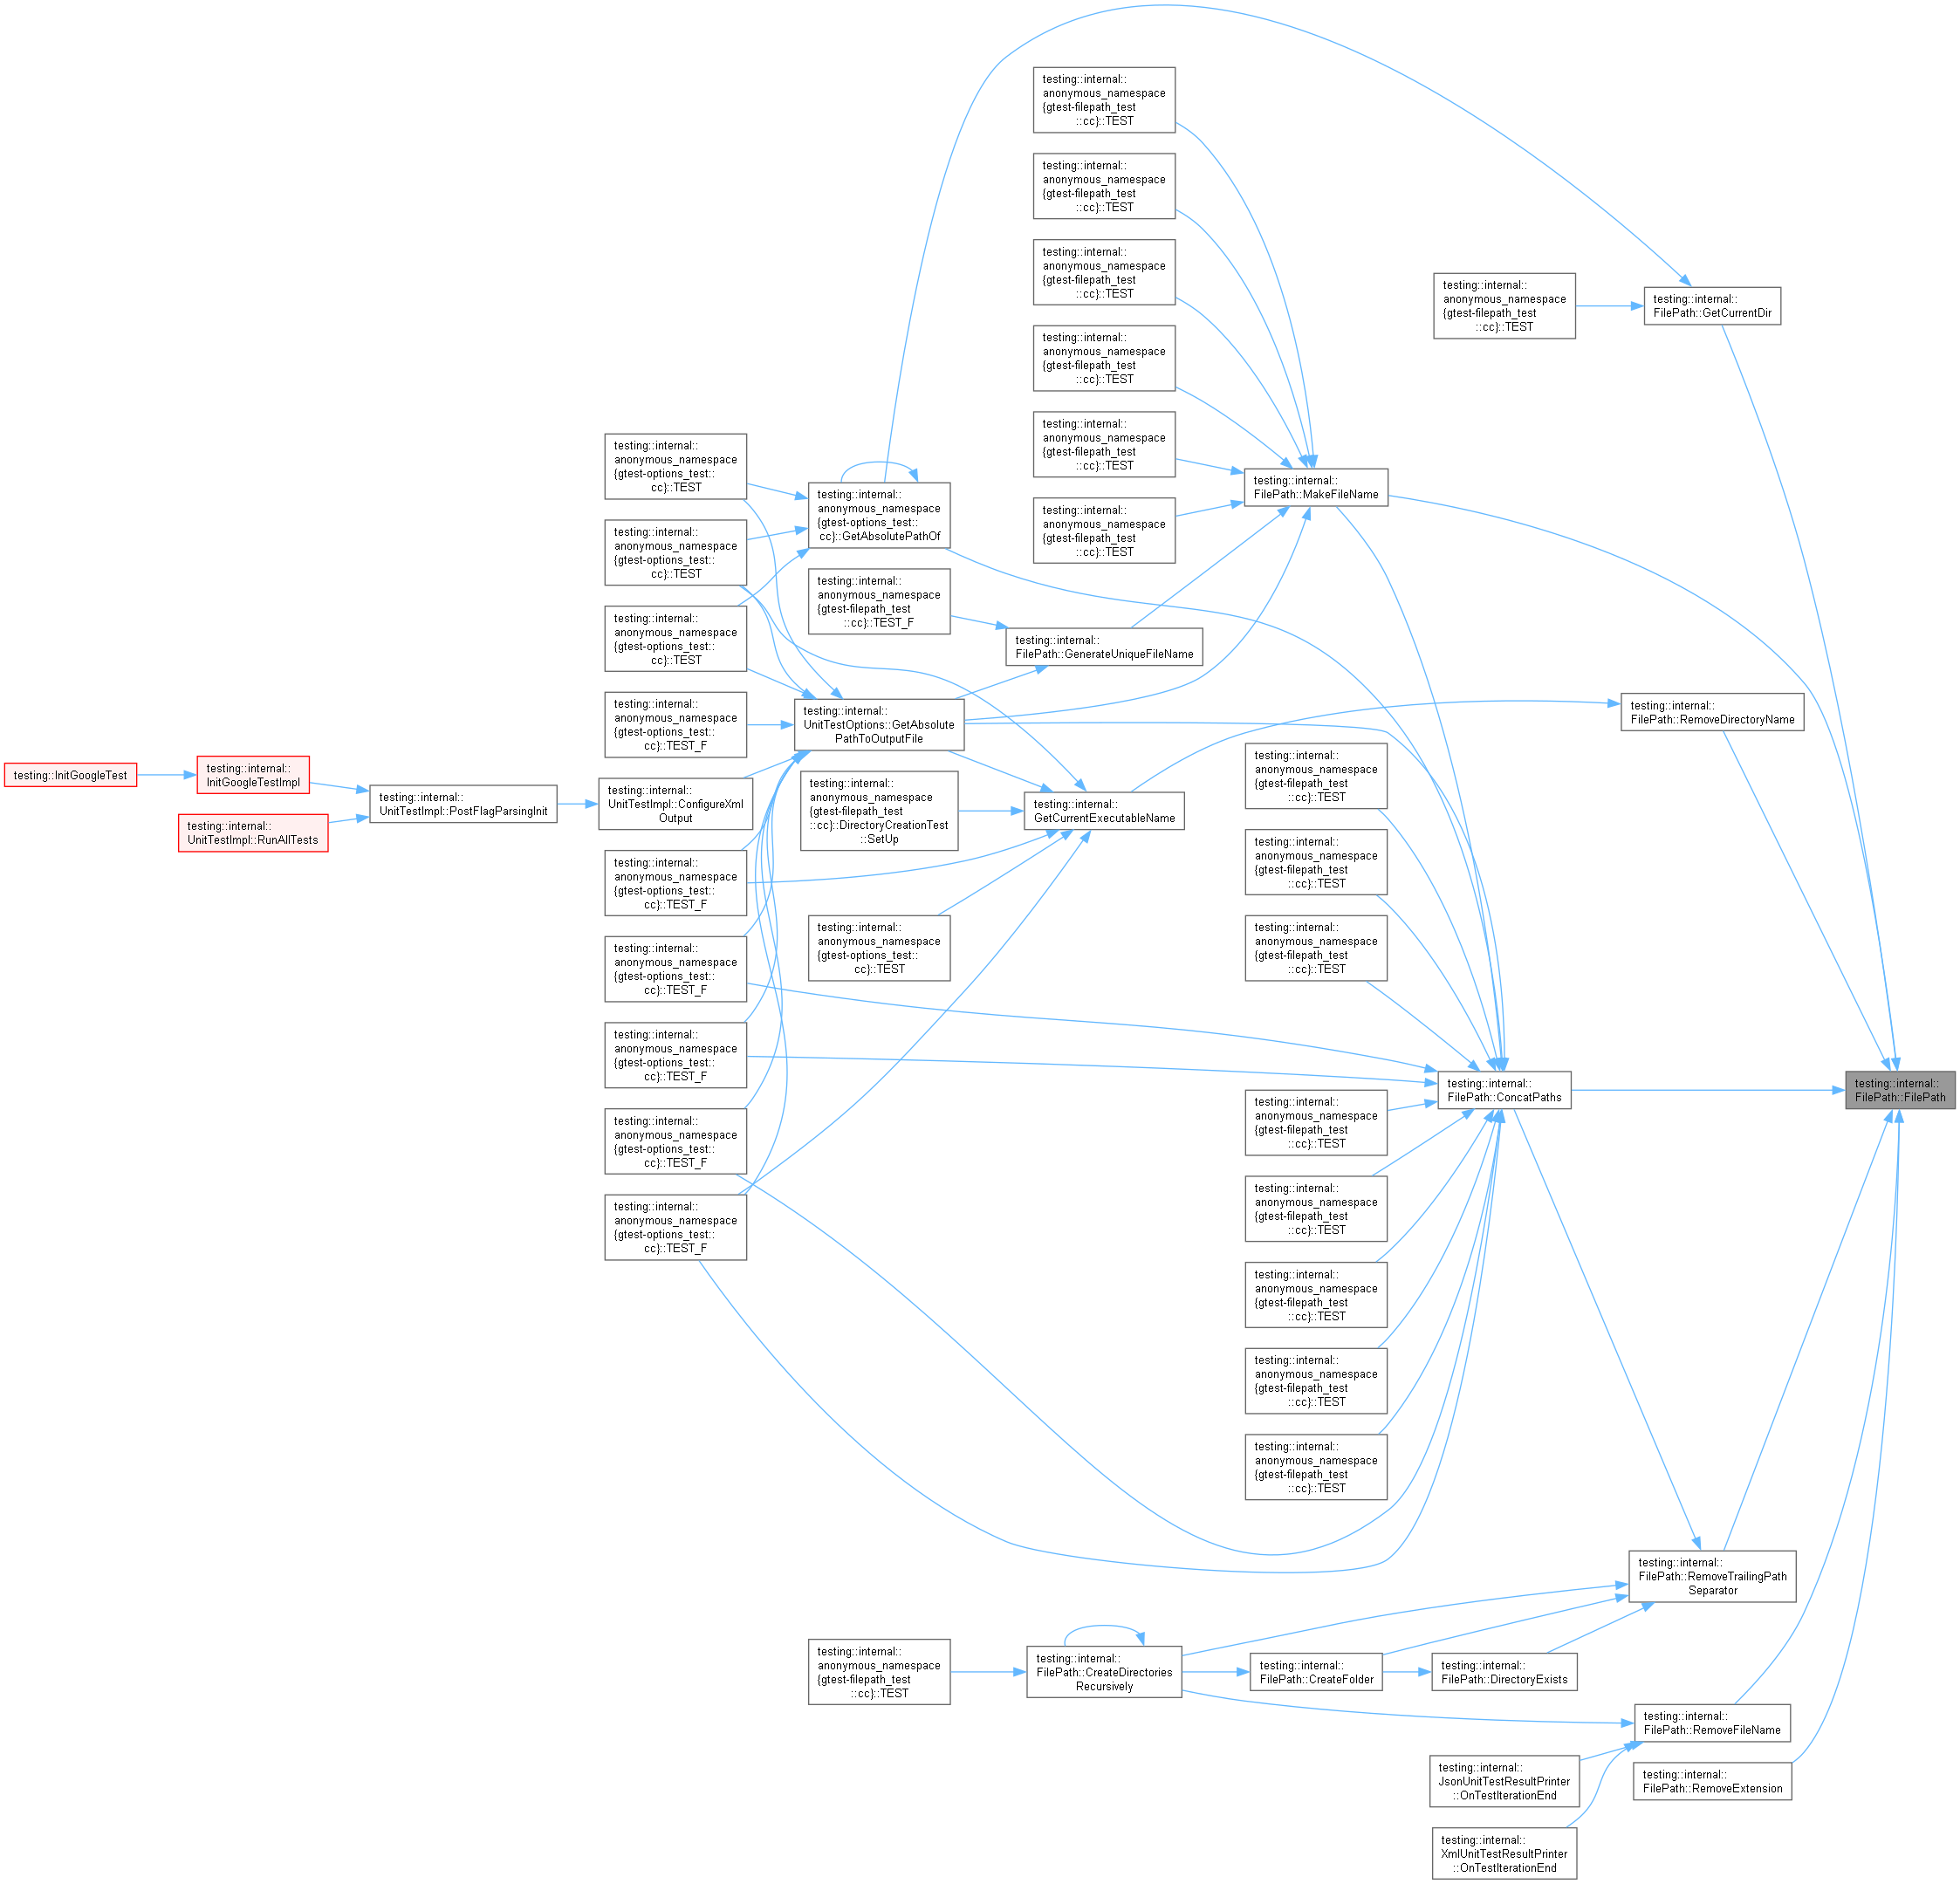 testing::internal::
anonymous_namespace
{gtest-filepath_test
::cc}::TEST
testing::internal::
anonymous_namespace
{gtest-filepath_test
::cc}::TEST
testing::internal::
anonymous_namespace
{gtest-filepath_test
::cc}::TEST
testing::internal::
anonymous_namespace
{gtest-filepath_test
::cc}::TEST
testing::internal::
FilePath::GetCurrentDir
testing::internal::
anonymous_namespace
{gtest-filepath_test
::cc}::TEST
testing::internal::
anonymous_namespace
{gtest-filepath_test
::cc}::TEST
testing::internal::
anonymous_namespace
{gtest-options_test::
cc}::TEST
testing::internal::
FilePath::MakeFileName
testing::internal::
anonymous_namespace
{gtest-options_test::
cc}::GetAbsolutePathOf
testing::internal::
anonymous_namespace
{gtest-filepath_test
::cc}::TEST
testing::internal::
anonymous_namespace
{gtest-options_test::
cc}::TEST
testing::internal::
anonymous_namespace
{gtest-filepath_test
::cc}::TEST_F
testing::internal::
anonymous_namespace
{gtest-options_test::
cc}::TEST
testing::internal::
FilePath::GenerateUniqueFileName
testing::internal::
anonymous_namespace
{gtest-options_test::
cc}::TEST_F
testing::internal::
UnitTestOptions::GetAbsolute
PathToOutputFile
testing::internal::
FilePath::RemoveDirectoryName
testing::InitGoogleTest
testing::internal::
InitGoogleTestImpl
testing::internal::
UnitTestImpl::RunAllTests
testing::internal::
UnitTestImpl::PostFlagParsingInit
testing::internal::
UnitTestImpl::ConfigureXml
Output
testing::internal::
anonymous_namespace
{gtest-filepath_test
::cc}::DirectoryCreationTest
::SetUp
testing::internal::
GetCurrentExecutableName
testing::internal::
anonymous_namespace
{gtest-filepath_test
::cc}::TEST
testing::internal::
anonymous_namespace
{gtest-filepath_test
::cc}::TEST
testing::internal::
anonymous_namespace
{gtest-options_test::
cc}::TEST_F
testing::internal::
anonymous_namespace
{gtest-options_test::
cc}::TEST
testing::internal::
anonymous_namespace
{gtest-filepath_test
::cc}::TEST
testing::internal::
anonymous_namespace
{gtest-options_test::
cc}::TEST_F
testing::internal::
anonymous_namespace
{gtest-options_test::
cc}::TEST_F
testing::internal::
FilePath::ConcatPaths
testing::internal::
FilePath::FilePath
testing::internal::
anonymous_namespace
{gtest-filepath_test
::cc}::TEST
testing::internal::
anonymous_namespace
{gtest-options_test::
cc}::TEST_F
testing::internal::
anonymous_namespace
{gtest-filepath_test
::cc}::TEST
testing::internal::
anonymous_namespace
{gtest-options_test::
cc}::TEST_F
testing::internal::
anonymous_namespace
{gtest-filepath_test
::cc}::TEST
testing::internal::
anonymous_namespace
{gtest-filepath_test
::cc}::TEST
testing::internal::
anonymous_namespace
{gtest-filepath_test
::cc}::TEST
testing::internal::
FilePath::RemoveTrailingPath
Separator
testing::internal::
anonymous_namespace
{gtest-filepath_test
::cc}::TEST
testing::internal::
FilePath::CreateDirectories
Recursively
testing::internal::
FilePath::CreateFolder
testing::internal::
FilePath::DirectoryExists
testing::internal::
FilePath::RemoveFileName
testing::internal::
JsonUnitTestResultPrinter
::OnTestIterationEnd
testing::internal::
FilePath::RemoveExtension
testing::internal::
XmlUnitTestResultPrinter
::OnTestIterationEnd